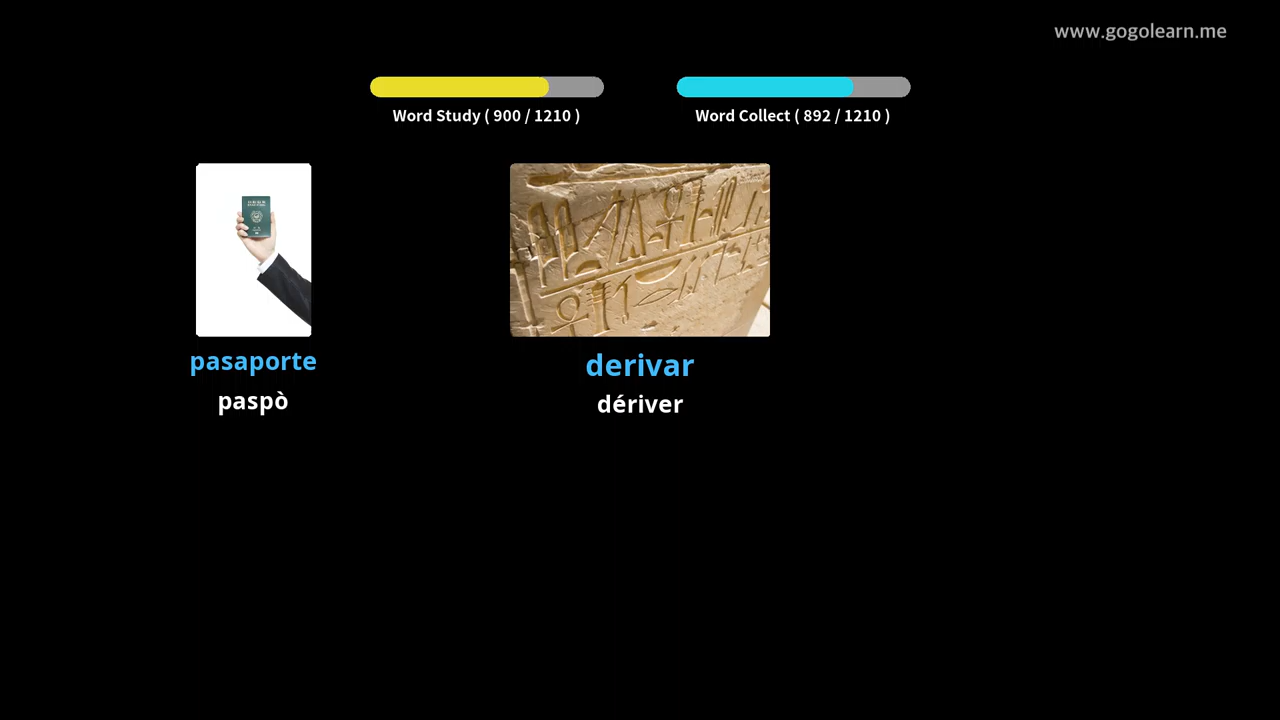 www.gogolearn.me
Word Study ( 900 / 1210 )
Word Collect ( 892 / 1210 )
pasaporte
paspò
derivar
dériver